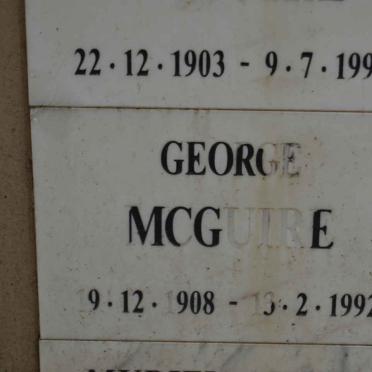 22 · 12 · 1903 - 9 · 7 · 199
GEORGE
MCGUIRE
9 · 12 · 1908 - 13 · 2 · 1992